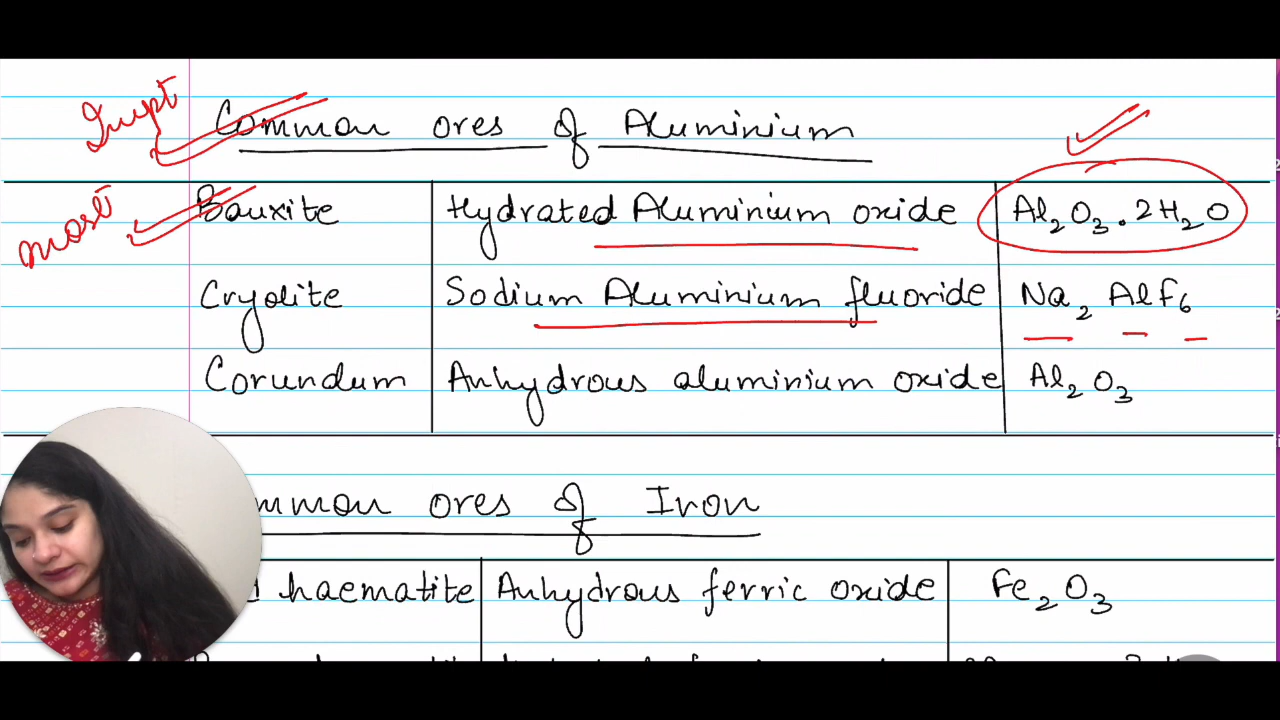 Impt
Common ores of Aluminium
most
Bauxite Hydrated Aluminium oxide Al₂O₃.2H₂O
Cryolite Sodium Aluminium fluoride Na₂AlF₆
Corundum Anhydrous aluminium oxide Al₂O₃
mmon ores of Iron
haematite Anhydrous ferric oxide Fe₂O₃